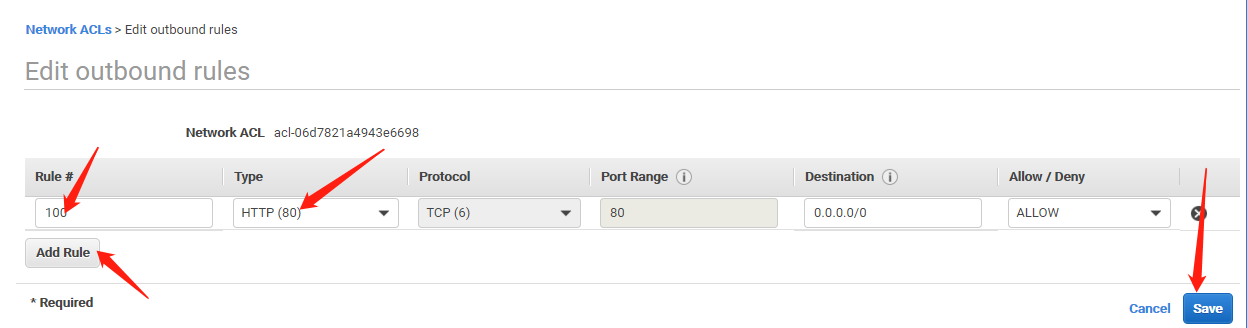 Network ACLs > Edit outbound rules
Edit outbound rules
Network ACL acl-06d7821a4943e6698
Rule # Type Protocol Port Range Destination Allow / Deny
100 HTTP (80) TCP (6) 80 0.0.0.0/0 ALLOW
Add Rule
* Required
Cancel Save